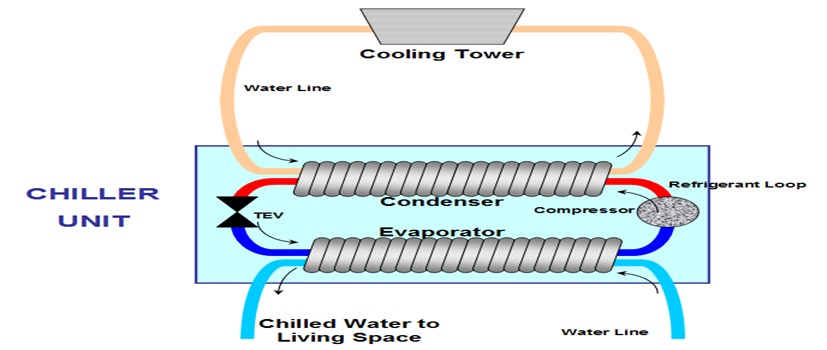 Cooling Tower
Water Line
CHILLER
UNIT
Condenser
Refrigerant Loop
TEV
Compressor
Evaporator
Chilled Water to
Living Space
Water Line